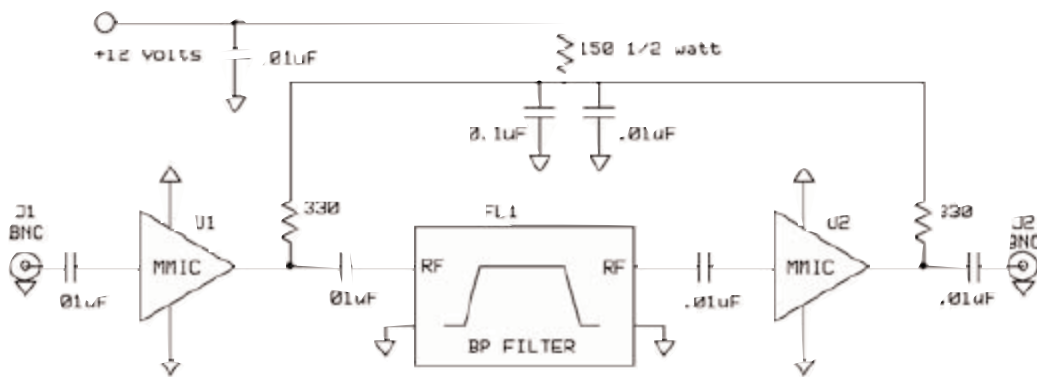 +12 Volts
.01uF
150 1/2 watt
0.1uF
.01uF
J1
BNC
U1
330
FL1
U2
330
J2
BNC
MMIC
RF
RF
MMIC
01uF
01uF
.01uF
.01uF
BP FILTER